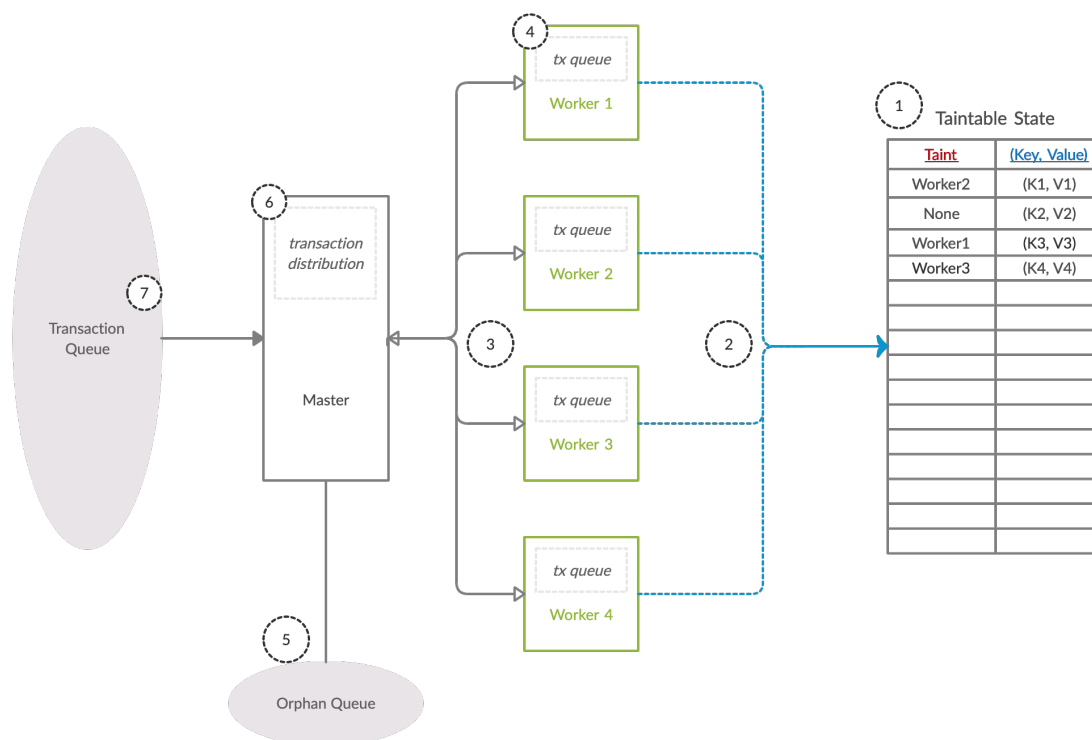 4
tx queue
Worker 1
1
Taintable State
Taint (Key, Value)
Worker2 (K1, V1)
None (K2, V2)
Worker1 (K3, V3)
Worker3 (K4, V4)
6
transaction
distribution
Master
tx queue
Worker 2
7
Transaction
Queue
3
2
tx queue
Worker 3
tx queue
Worker 4
5
Orphan Queue